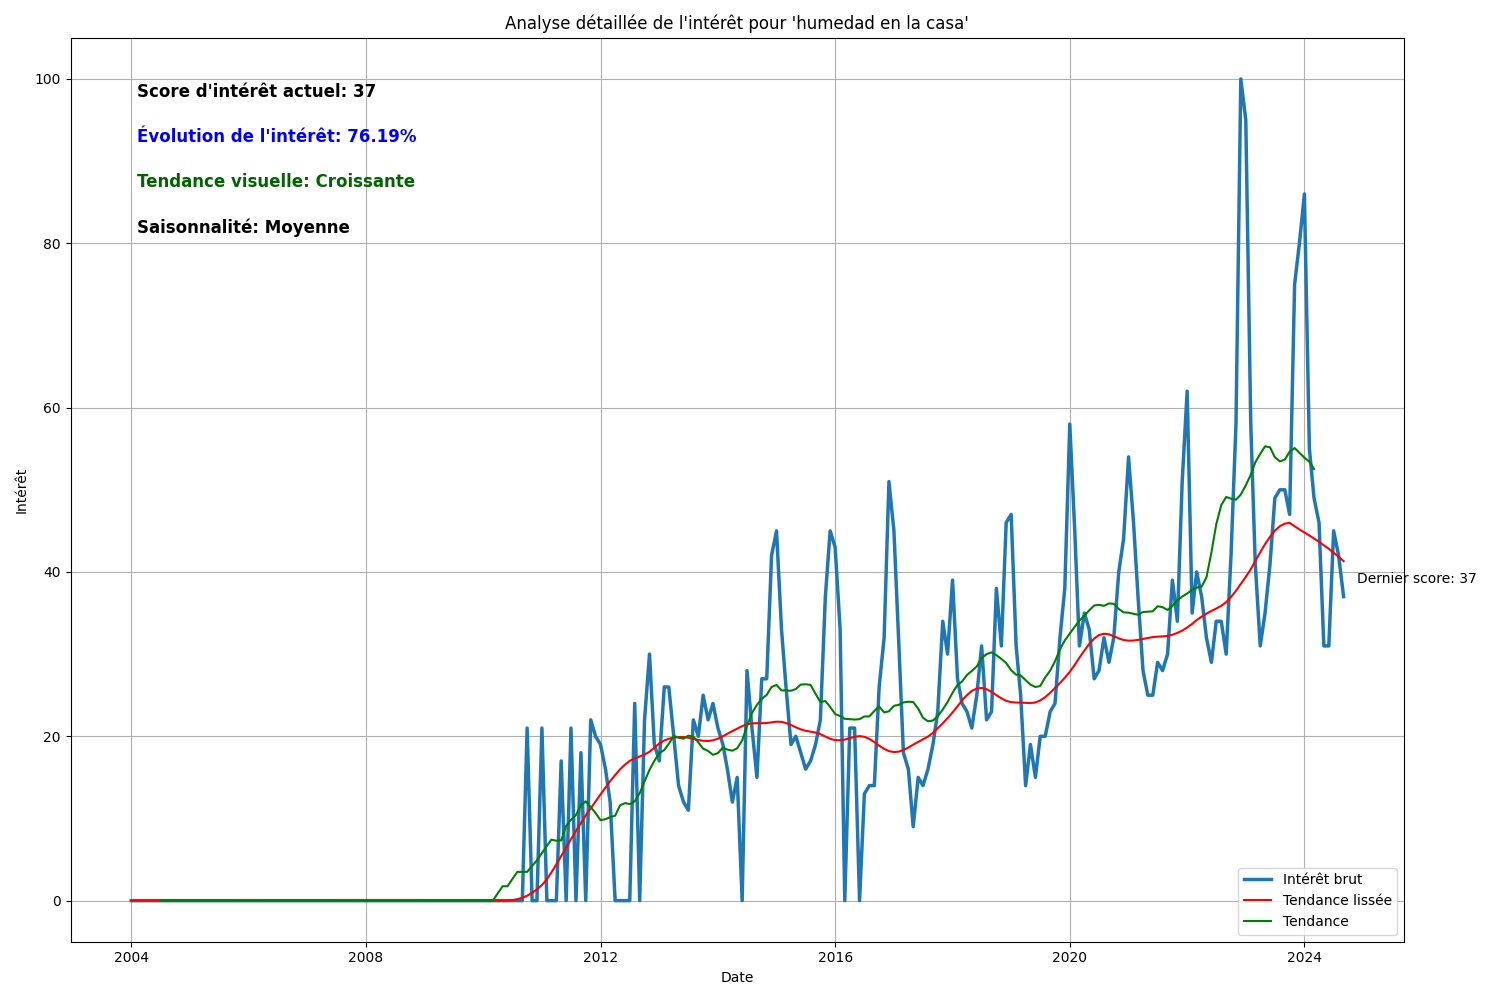 Analyse détaillée de l'intérêt pour 'humedad en la casa'
Score d'intérêt actuel: 37
Évolution de l'intérêt: 76.19%
Tendance visuelle: Croissante
Saisonnalité: Moyenne
100
80
60
40
20
0
Intérêt
Dernier score: 37
Intérêt brut
Tendance lissée
Tendance
2004
2008
2012
2016
2020
2024
Date